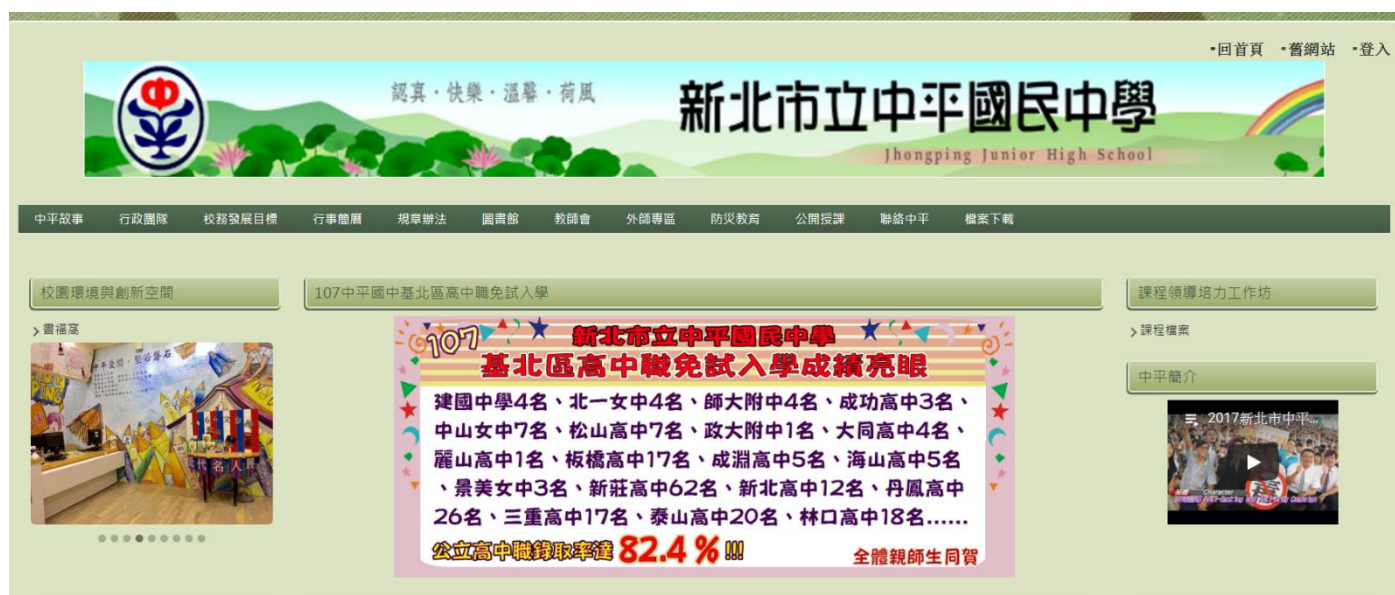 ▪回首頁 ▪舊網站 ▪登入
認真·快樂·溫馨·荷風
新北市立中平國民中學
Jhongping Junior High School
中平故事 行政團隊 校務發展目標 行事簡曆 規章辦法 圖書館 教師會 外師專區 防災教育 公開授課 聯絡中平 檔案下載
校園環境與創新空間
書福窩
107中平國中基北區高中職免試入學
107 新北市立中平國民中學
基北區高中職免試入學成績亮眼
建國中學4名、北一女中4名、師大附中4名、成功高中3名、
中山女中7名、松山高中7名、政大附中1名、大同高中4名、
麗山高中1名、板橋高中17名、成淵高中5名、海山高中5名
、景美女中3名、新莊高中62名、新北高中12名、丹鳳高中
26名、三重高中17名、泰山高中20名、林口高中18名......
公立高中職錄取率達 82.4 % !!!
全體親師生同賀
課程領導培力工作坊
課程檔案
中平簡介
2017新北市中平...